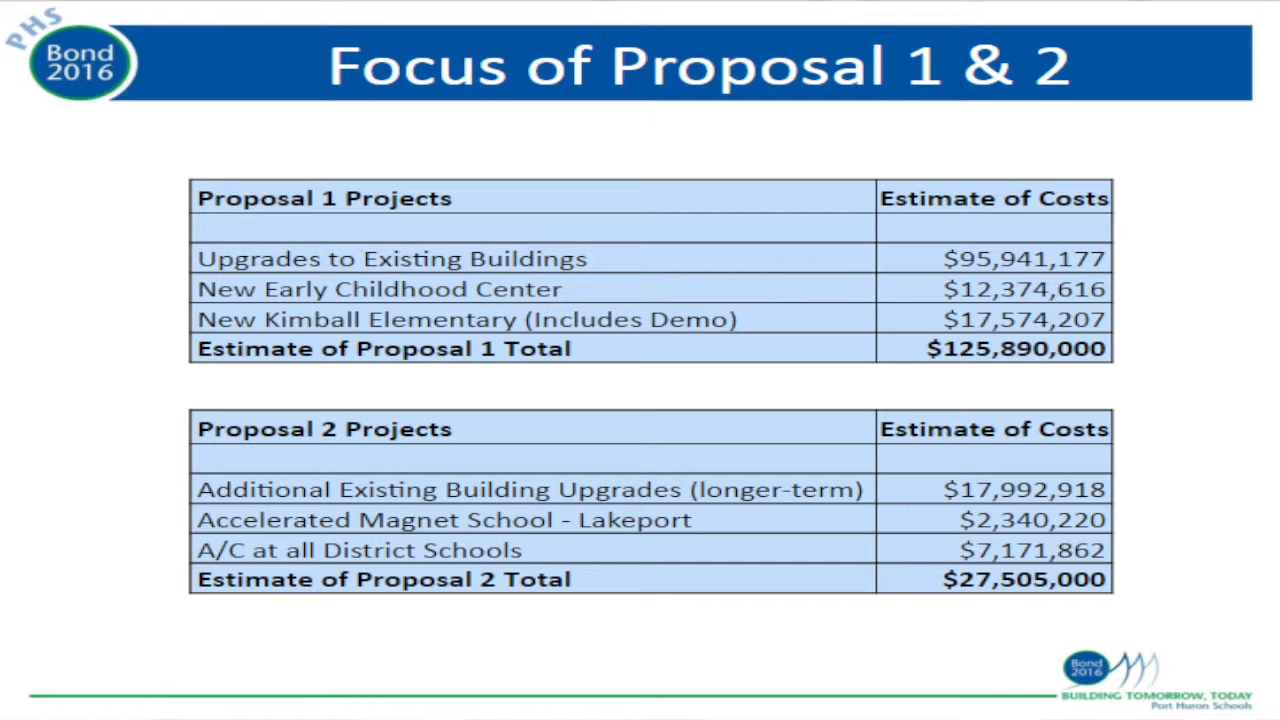 PHS
Bond
2016
Focus of Proposal 1 & 2
Proposal 1 Projects Estimate of Costs
Upgrades to Existing Buildings $95,941,177
New Early Childhood Center $12,374,616
New Kimball Elementary (Includes Demo) $17,574,207
Estimate of Proposal 1 Total $125,890,000
Proposal 2 Projects Estimate of Costs
Additional Existing Building Upgrades (longer-term) $17,992,918
Accelerated Magnet School - Lakeport $2,340,220
A/C at all District Schools $7,171,862
Estimate of Proposal 2 Total $27,505,000
Bond
2016
BUILDING TOMORROW, TODAY
Port Huron Schools